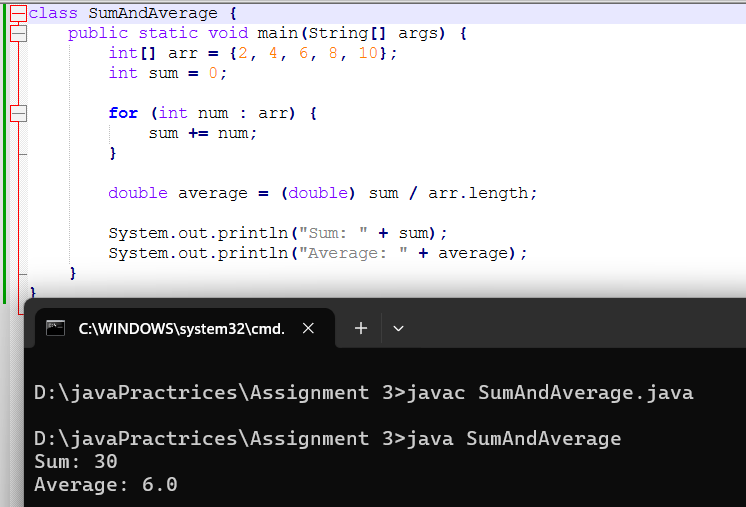 class SumAndAverage {
public static void main(String[] args) {
int[] arr = {2, 4, 6, 8, 10};
int sum = 0;
for (int num : arr) {
sum += num;
}
double average = (double) sum / arr.length;
System.out.println("Sum: " + sum);
System.out.println("Average: " + average);
}
}
C:\WINDOWS\system32\cmd.
D:\javaPractrices\Assignment 3>javac SumAndAverage.java
D:\javaPractrices\Assignment 3>java SumAndAverage
Sum: 30
Average: 6.0